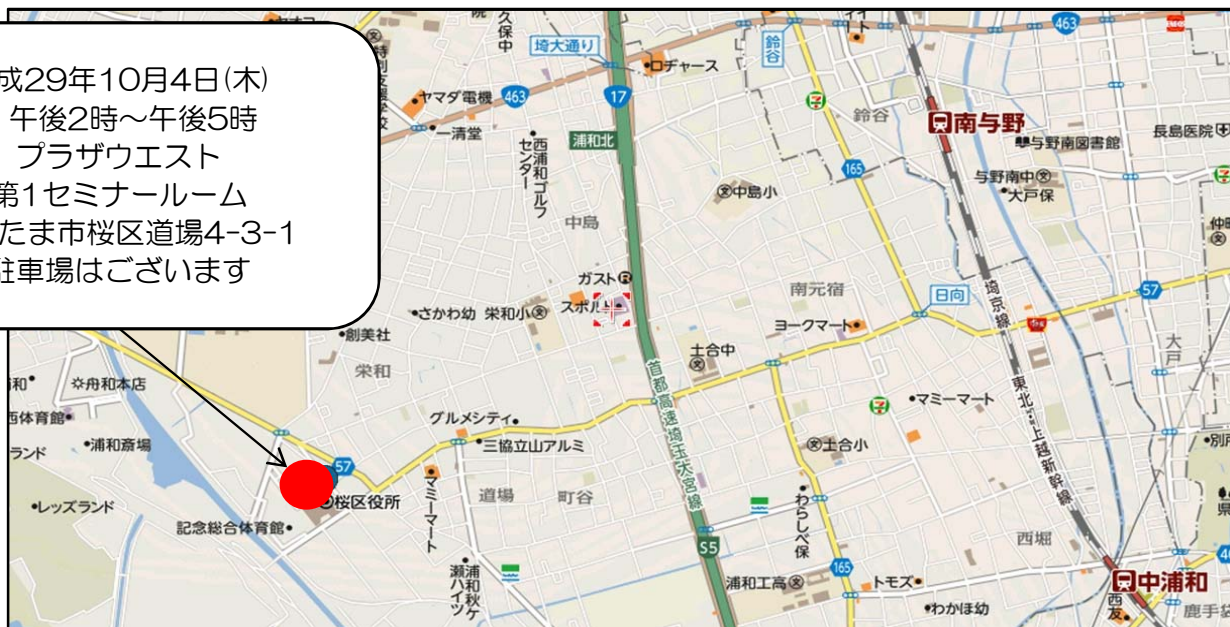 成29年10月4日(木)
午後2時～午後5時
プラザウエスト
第1セミナールーム
たま市桜区道場4-3-1
駐車場はございます
久保中
埼大通り
ロチャース
鈴谷
463
ヤマダ電機
463
17
一清堂
西浦和ゴルフセンター
浦和北
鈴谷
南与野
長島医院
与野南図書館
165
与野南中
大戸保
中島小
中島
ガスト
南元宿
日向
57
さかわ幼
栄和小
スポルト
ヨークマート
埼京線
大戸
創美社
栄和
土合中
首都高速埼玉大宮線
東北・上越新幹線
舟和本店
西体育館
グルメシティ
マミーマート
浦和斎場
三協立山アルミ
土合小
57
レッズランド
桜区役所
マミーマート
道場
町谷
わらしべ保
記念総合体育館
西堀
S5
浦和秋ケ瀬ハイツ
浦和工高
165
トモズ
中浦和
わかほ幼
西友
鹿手袋